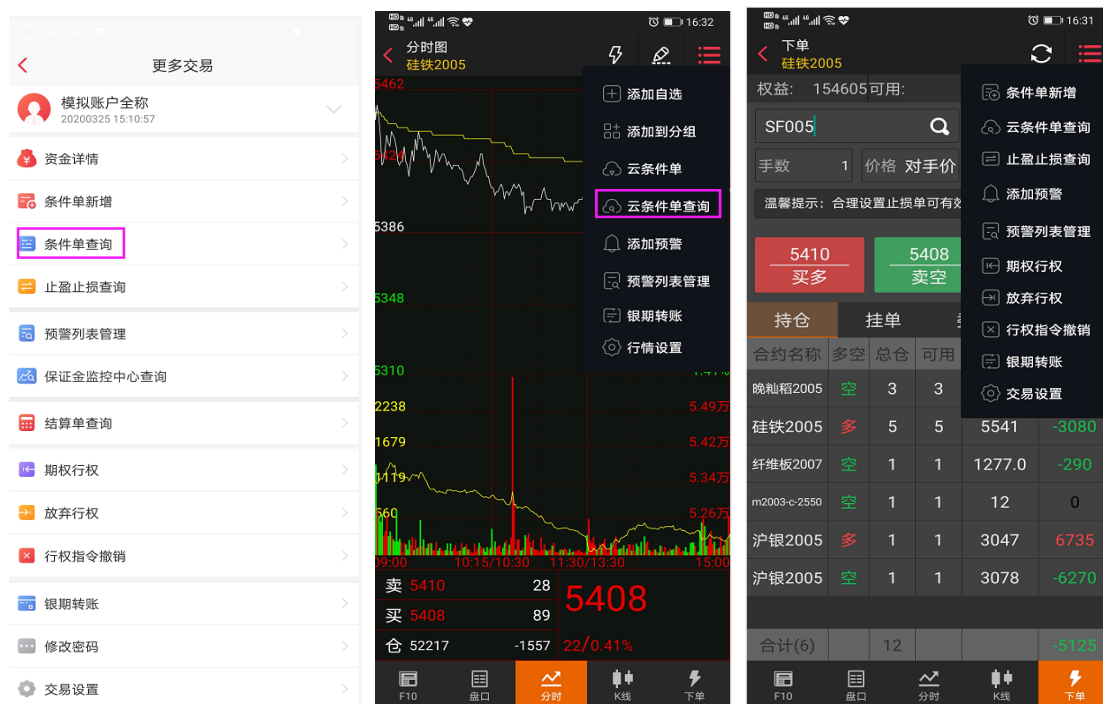 更多交易
模拟账户全称
20200325 15:10:57
资金详情
条件单新增
条件单查询
止盈止损查询
预警列表管理
保证金监控中心查询
结算单查询
期权行权
放弃行权
行权指令撤销
银期转账
修改密码
交易设置
16:32
分时图
硅铁2005
5462
5424
5386
5348
5310
2238
5.49万
1679
5.42万
1119
5.34万
560
5.26万
09:00 10:15/10:30 11:30/13:30 15:00
添加自选
添加到分组
云条件单
云条件单查询
添加预警
预警列表管理
银期转账
行情设置
卖 5410 28
买 5408 89
5408
仓 52217 -1557 22/0.41%
F10 盘口 分时 K线 下单
16:31
下单
硅铁2005
权益: 154605 可用:
SF005
手数 1 价格 对手价
温馨提示: 合理设置止损单可有效
5410
买多
5408
卖空
条件单新增
云条件单查询
止盈止损查询
添加预警
预警列表管理
期权行权
放弃行权
行权指令撤销
银期转账
交易设置
持仓 挂单
合约名称 多空 总仓 可用
晚籼稻2005 空 3 3
硅铁2005 多 5 5 5541 -3080
纤维板2007 空 1 1 1277.0 -290
m2003-c-2550 空 1 1 12 0
沪银2005 多 1 1 3047 6735
沪银2005 空 1 1 3078 -6270
合计(6) 12 -5125
F10 盘口 分时 K线 下单